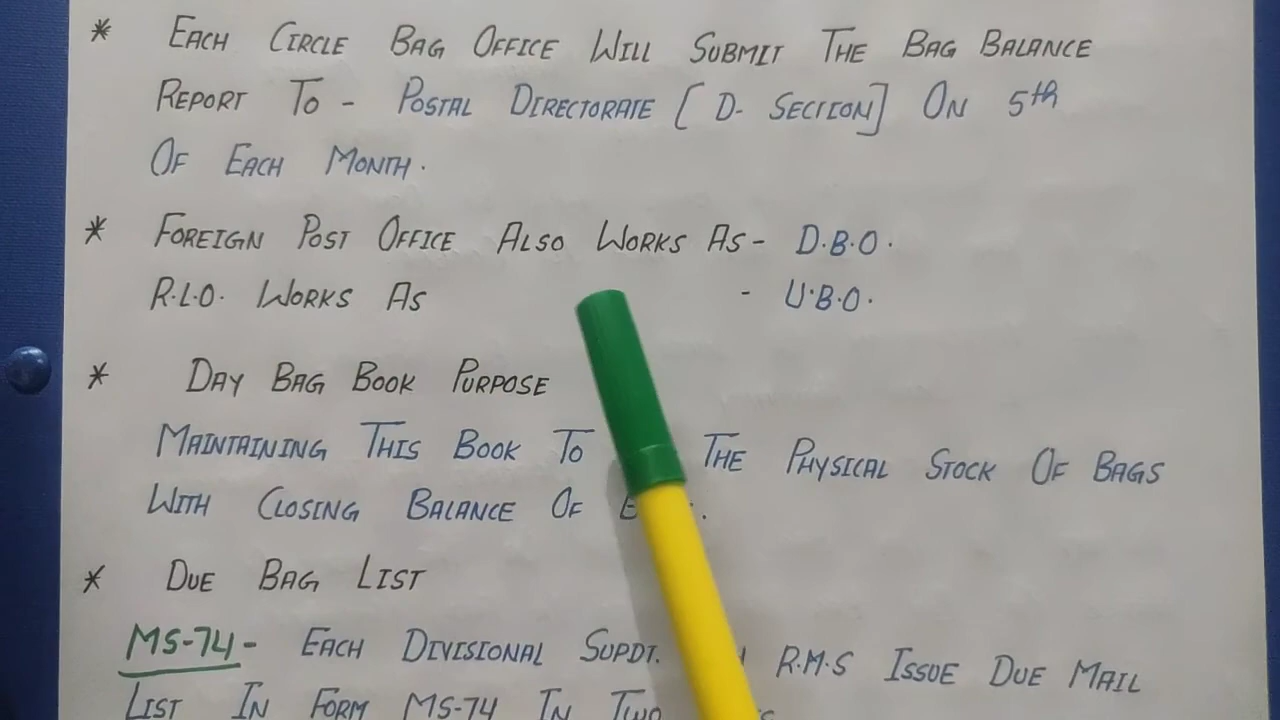 * EACH CIRCLE BAG OFFICE WILL SUBMIT THE BAG BALANCE
REPORT TO - POSTAL DIRECTORATE [ D- SECTION] ON 5th
OF EACH MONTH.
* FOREIGN POST OFFICE ALSO WORKS AS - D.B.O.
R.L.O. WORKS AS - U.B.O.
* DAY BAG BOOK PURPOSE
MAINTAINING THIS BOOK TO THE PHYSICAL STOCK OF BAGS
WITH CLOSING BALANCE OF
* DUE BAG LIST
MS-74 - EACH DIVISIONAL SUPDT. R.M.S ISSUE DUE MAIL
LIST IN FORM MS-74 IN TWO